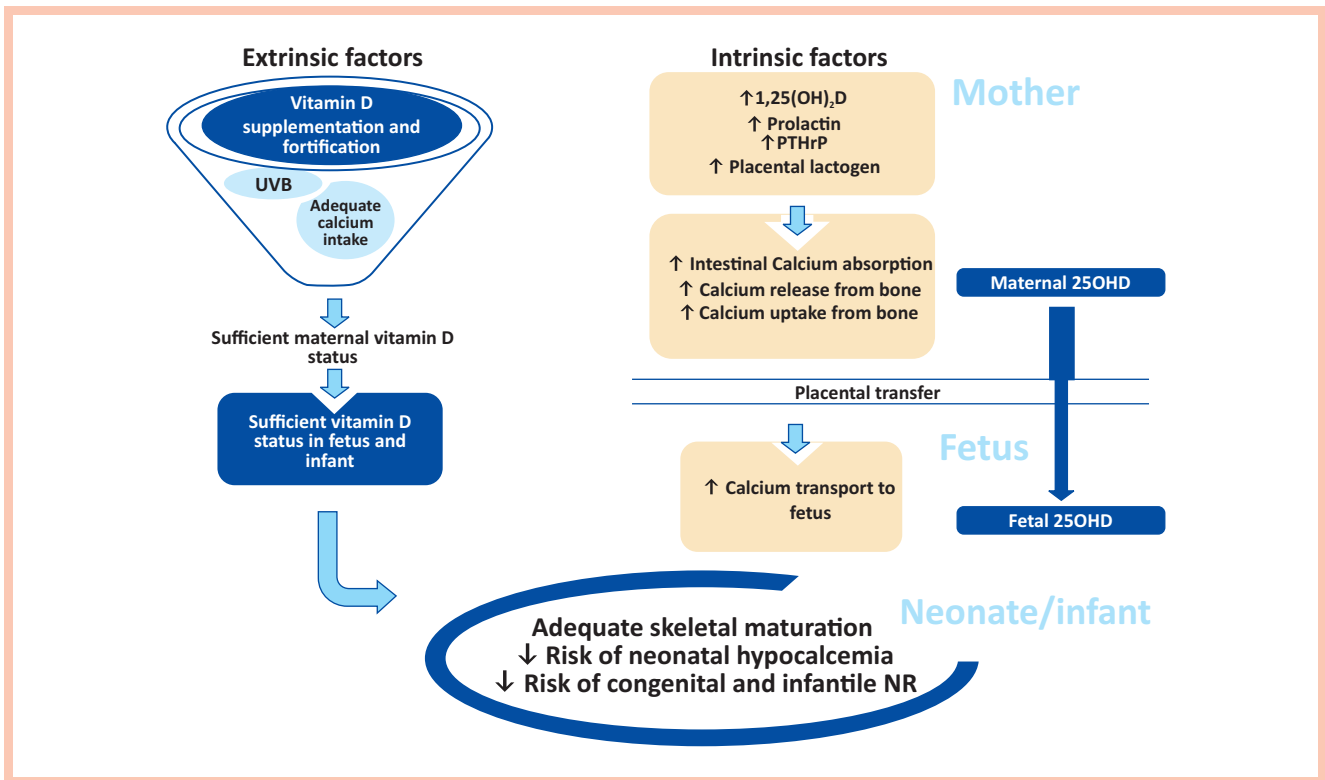 Extrinsic factors
Vitamin D
supplementation and
fortification
UVB
Adequate
calcium
intake
Sufficient maternal vitamin D
status
Sufficient vitamin D
status in fetus and
infant
Intrinsic factors
Mother
↑1,25(OH)₂D
↑ Prolactin
↑PTHrP
↑ Placental lactogen
↑ Intestinal Calcium absorption
↑ Calcium release from bone
↑ Calcium uptake from bone
Maternal 25OHD
Placental transfer
Fetus
↑ Calcium transport to
fetus
Fetal 25OHD
Neonate/infant
Adequate skeletal maturation
↓ Risk of neonatal hypocalcemia
↓ Risk of congenital and infantile NR